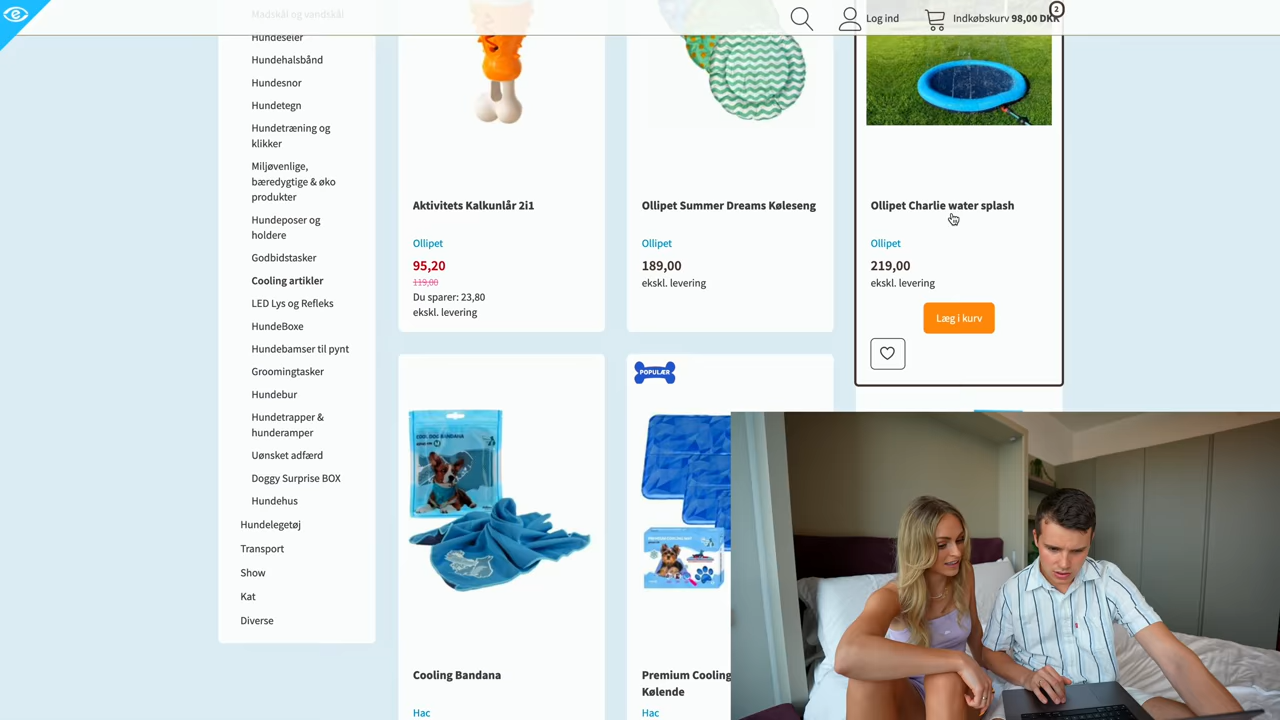 Madskål og vandskål
Hundeseler
Hundehalsbånd
Hundesnor
Hundetegn
Hundetræning og
klikker
Miljøvenlige,
bæredygtige & øko
produkter
Hundeposer og
holdere
Godbidstasker
Cooling artikler
LED Lys og Refleks
HundeBoxe
Hundebamser til pynt
Groomingtasker
Hundebur
Hundetrapper &
hunderamper
Uønsket adfærd
Doggy Surprise BOX
Hundehus
Hundelegetøj
Transport
Show
Kat
Diverse
Log ind
Indkøbskurv 98,00 DKK
2
Aktivitets Kalkunlår 2i1
Ollipet
95,20
119,00
Du sparer: 23,80
ekskl. levering
Ollipet Summer Dreams Køleseng
Ollipet
189,00
ekskl. levering
Ollipet Charlie water splash
Ollipet
219,00
ekskl. levering
Læg i kurv
COOL DOG BANDANA
Cooling Bandana
Hac
POPULÆR
Premium Cooling
Kølende
Hac